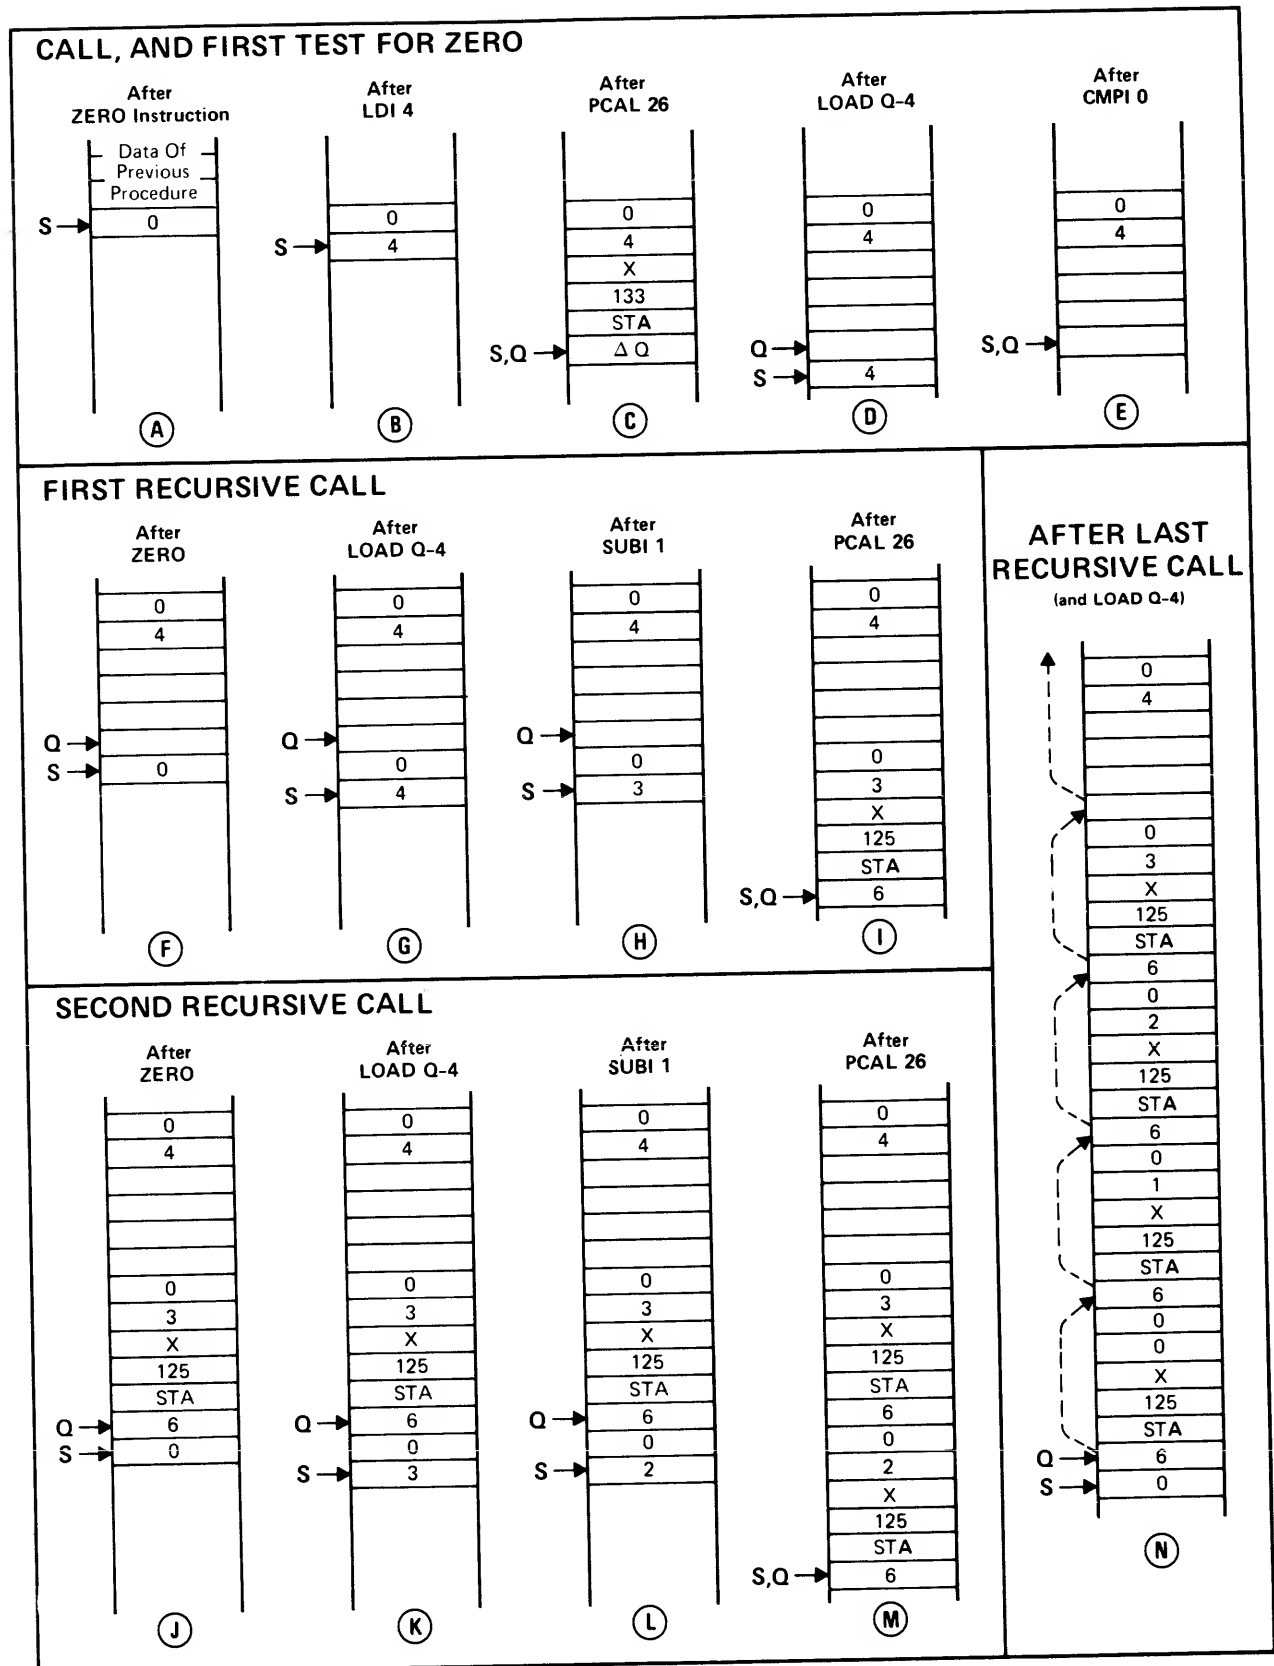 CALL, AND FIRST TEST FOR ZERO
After
ZERO Instruction
Data Of
Previous
Procedure
0
S
A
After
LDI 4
0
4
S
B
After
PCAL 26
0
4
X
133
STA
Δ Q
S,Q
C
After
LOAD Q-4
0
4
Q
S
4
D
After
CMPI 0
0
4
S,Q
E
FIRST RECURSIVE CALL
After
ZERO
0
4
Q
S
0
F
After
LOAD Q-4
0
4
Q
0
S
4
G
After
SUBI 1
0
4
Q
0
S
3
H
After
PCAL 26
0
4
0
3
X
125
STA
S,Q
6
I
SECOND RECURSIVE CALL
After
ZERO
0
4
0
3
X
125
STA
Q
6
S
0
J
After
LOAD Q-4
0
4
0
3
X
125
STA
Q
6
0
S
3
K
After
SUBI 1
0
4
0
3
X
125
STA
Q
6
0
S
2
L
After
PCAL 26
0
4
0
3
X
125
STA
6
0
2
X
125
STA
S,Q
6
M
AFTER LAST
RECURSIVE CALL
(and LOAD Q-4)
0
4
0
3
X
125
STA
6
0
2
X
125
STA
6
0
1
X
125
STA
6
0
0
X
125
STA
Q
6
S
0
N